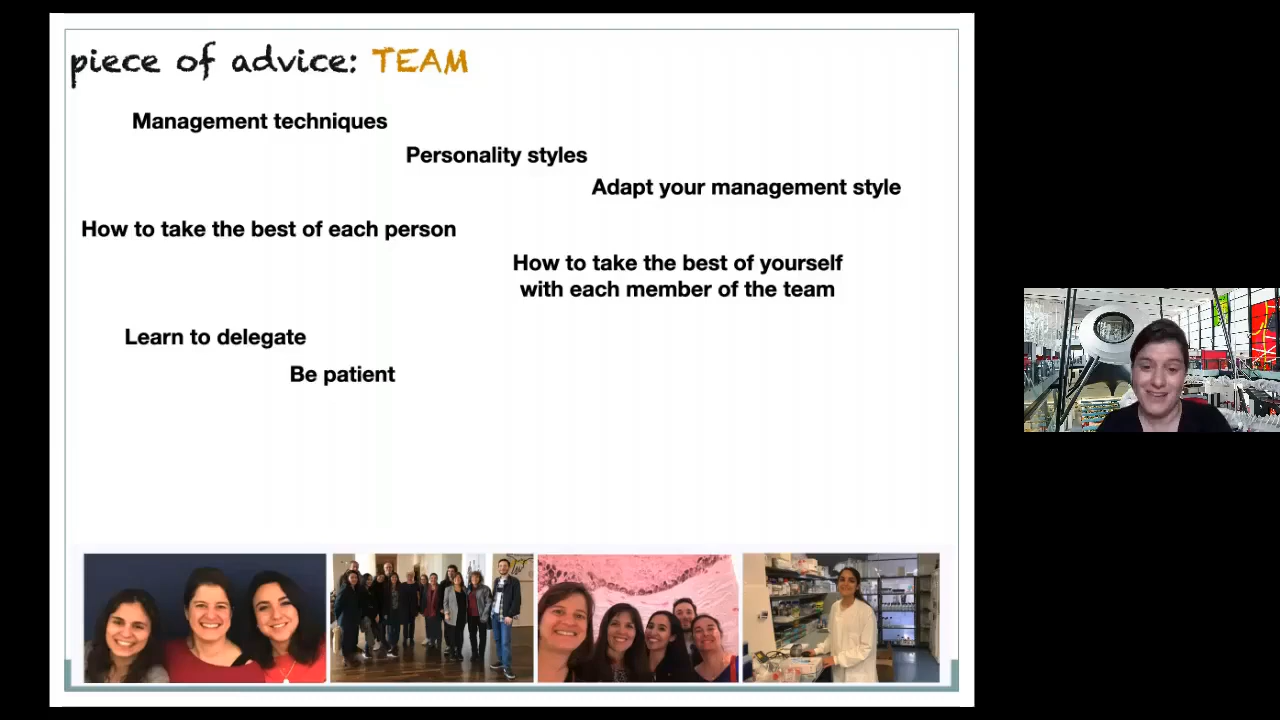 piece of advice: TEAM
Management techniques
Personality styles
Adapt your management style
How to take the best of each person
How to take the best of yourself
with each member of the team
Learn to delegate
Be patient